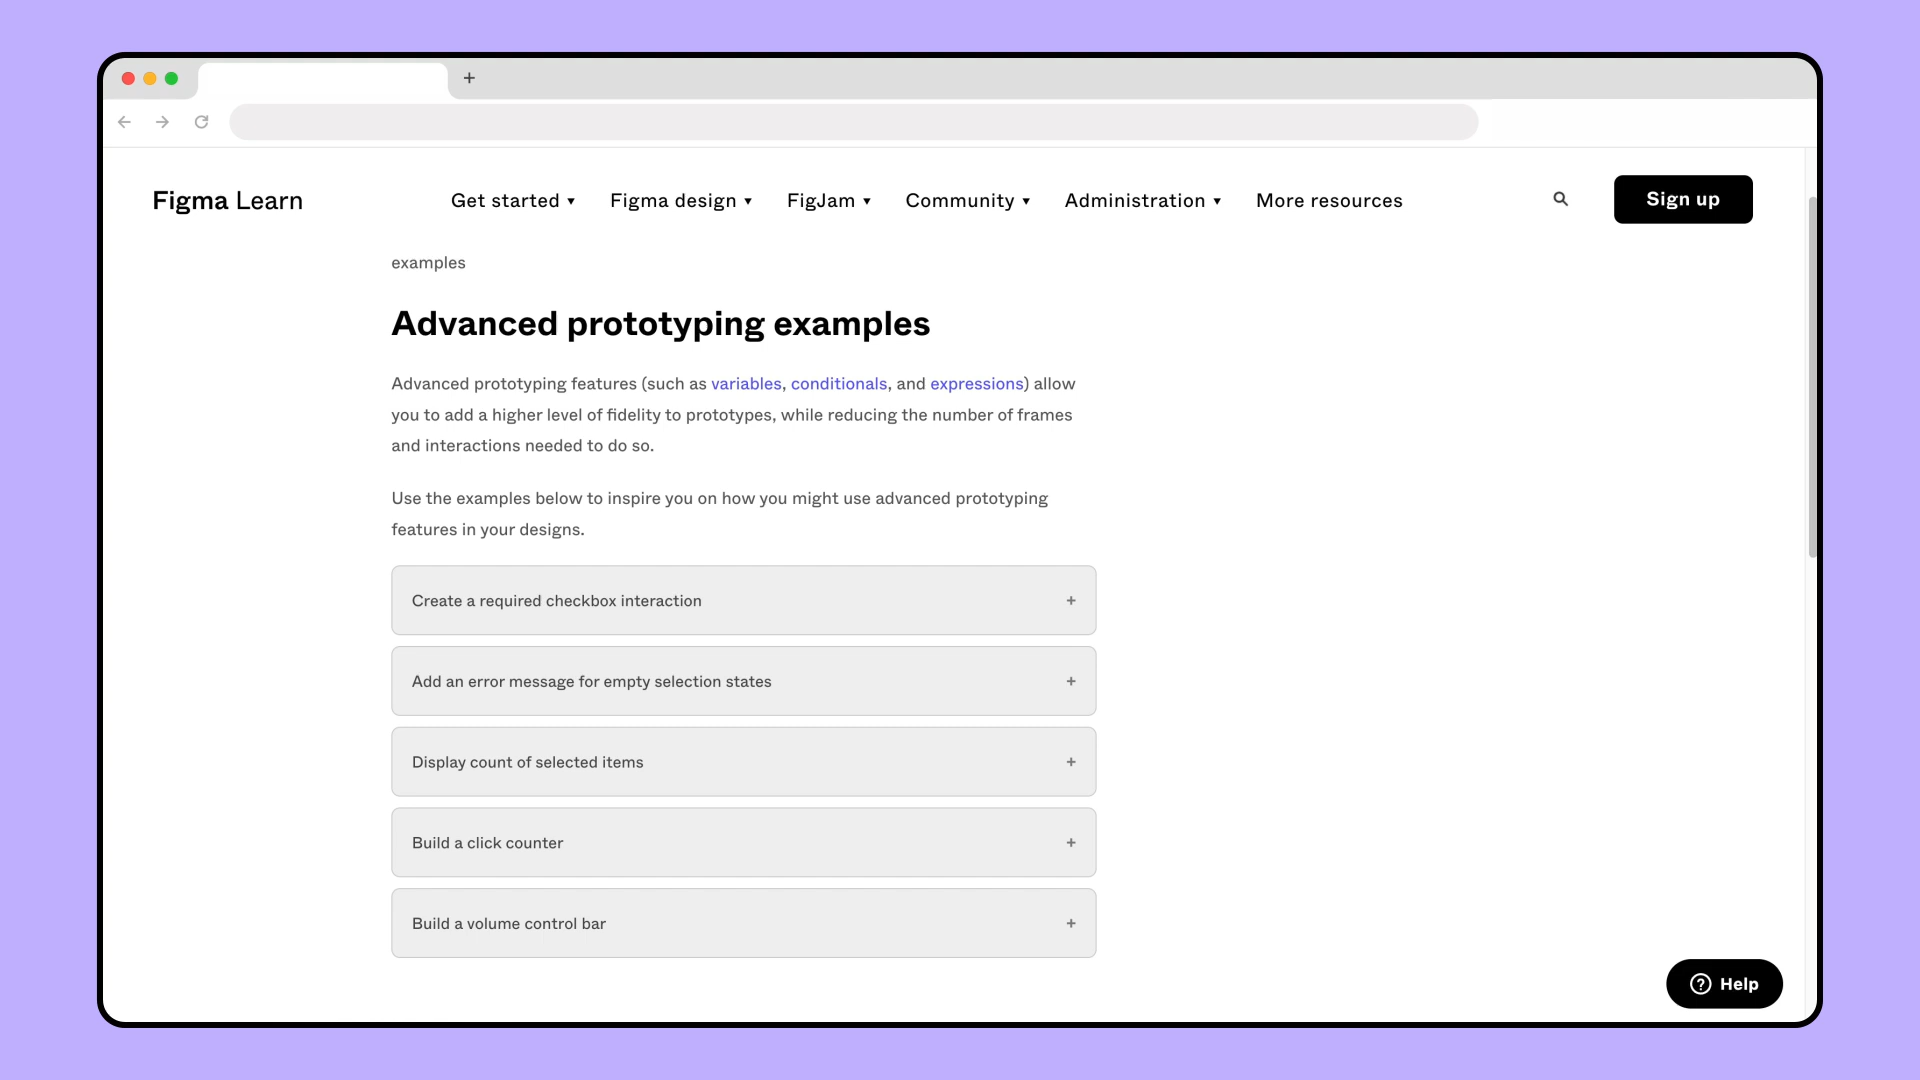 Figma Learn
Get started ▾
Figma design ▾
FigJam ▾
Community ▾
Administration ▾
More resources
Sign up
examples
Advanced prototyping examples
Advanced prototyping features (such as variables, conditionals, and expressions) allow
you to add a higher level of fidelity to prototypes, while reducing the number of frames
and interactions needed to do so.
Use the examples below to inspire you on how you might use advanced prototyping
features in your designs.
Create a required checkbox interaction +
Add an error message for empty selection states +
Display count of selected items +
Build a click counter +
Build a volume control bar +
Help